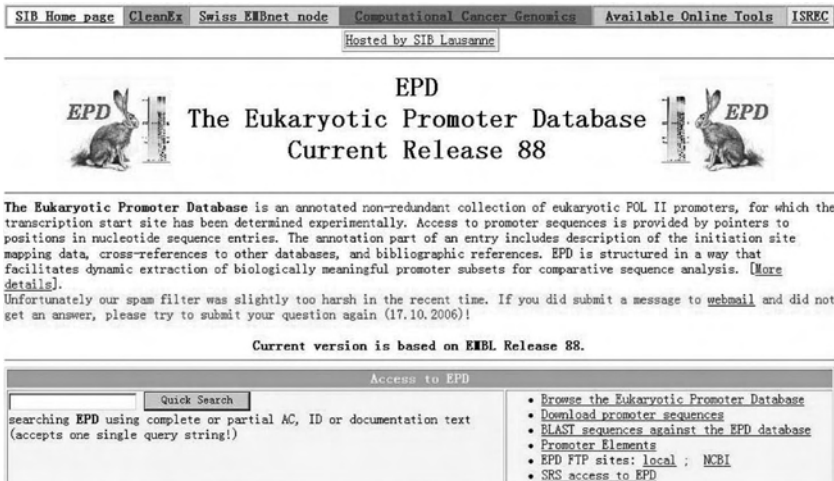 SIB Home page CleanEx Swiss EMBnet node Computational Cancer Genomics Available Online Tools ISREC
Hosted by SIB Lausanne
EPD
The Eukaryotic Promoter Database
Current Release 88
EPD
EPD
The Eukaryotic Promoter Database is an annotated non-redundant collection of eukaryotic POL II promoters, for which the
transcription start site has been determined experimentally. Access to promoter sequences is provided by pointers to
positions in nucleotide sequence entries. The annotation part of an entry includes description of the initiation site
mapping data, cross-references to other databases, and bibliographic references. EPD is structured in a way that
facilitates dynamic extraction of biologically meaningful promoter subsets for comparative sequence analysis. [More
details].
Unfortunately our spam filter was slightly too harsh in the recent time. If you did submit a message to webmail and did not
get an answer, please try to submit your question again (17.10.2006)!
Current version is based on EMBL Release 88.
Access to EPD
Quick Search
searching EPD using complete or partial AC, ID or documentation text
(accepts one single query string!)
• Browse the Eukaryotic Promoter Database
• Download promoter sequences
• BLAST sequences against the EPD database
• Promoter Elements
• EPD FTP sites: local ; NCBI
• SRS access to EPD